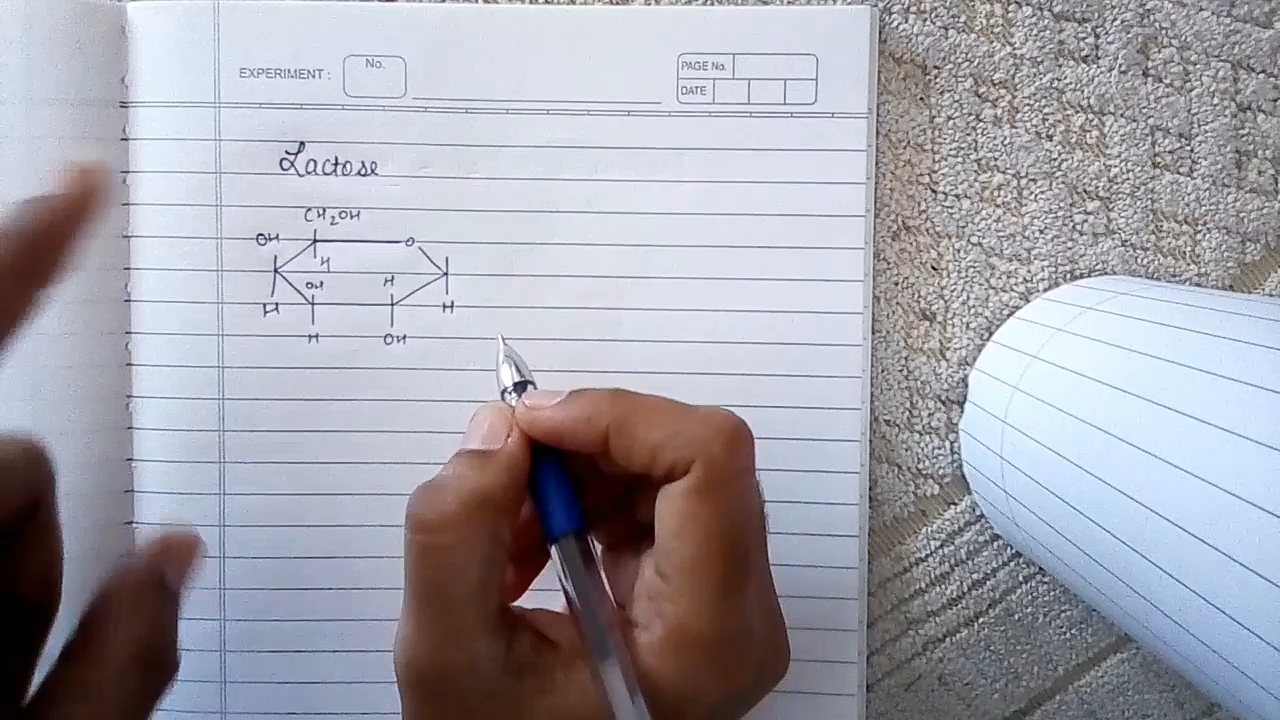 EXPERIMENT : No.
PAGE No.
DATE
Lactose
CH2OH
OH O
H
OH H
H H
H OH